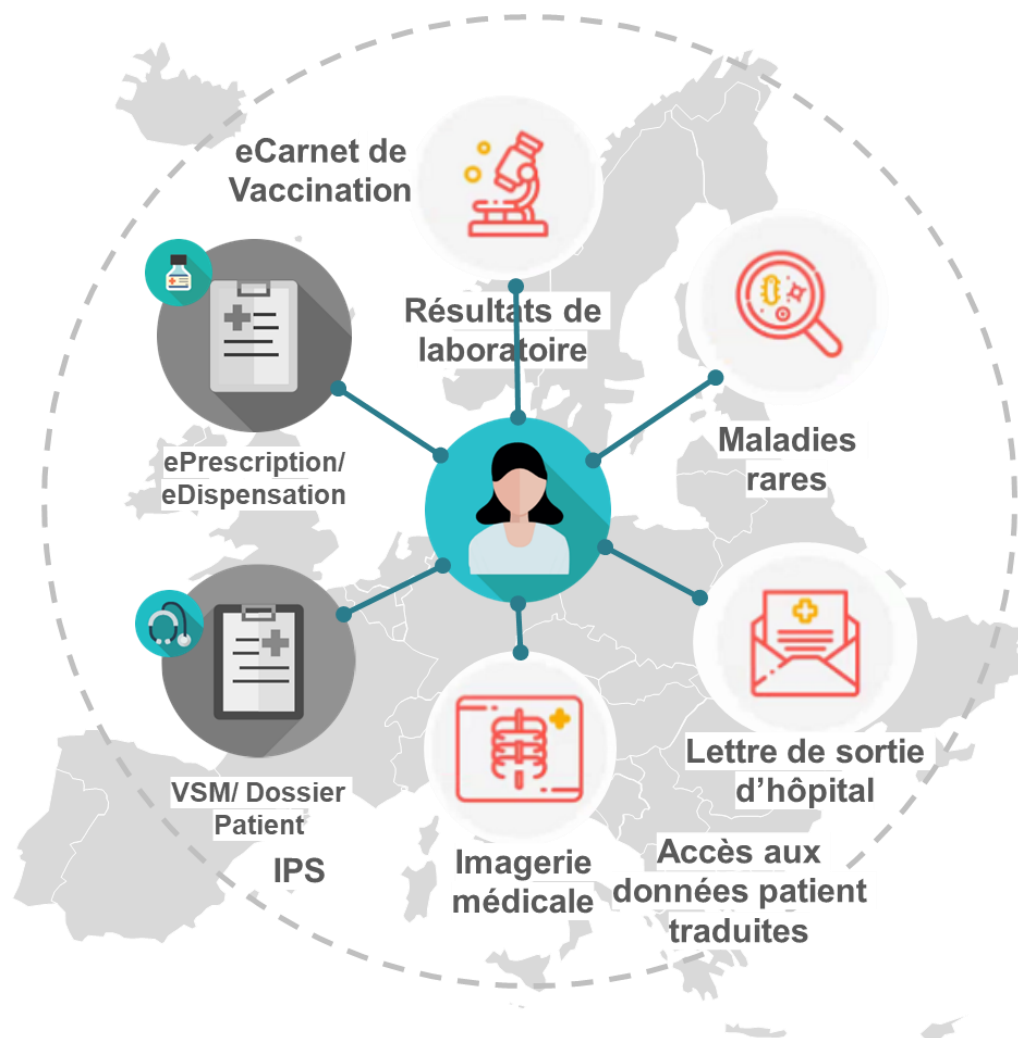 eCarnet de
Vaccination
Résultats de
laboratoire
ePrescription/
eDispensation
Maladies
rares
VSM/ Dossier
Patient
IPS
Imagerie
médicale
Lettre de sortie
d’hôpital
Accès aux
données patient
traduites